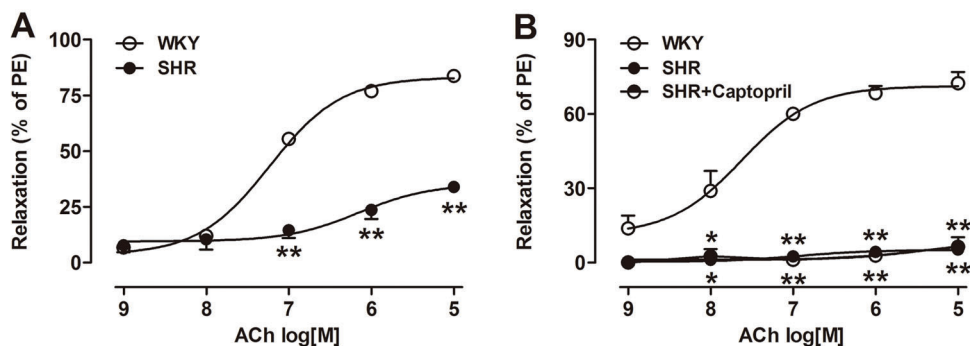 A
WKY
SHR
Relaxation (% of PE)
100
75
50
25
0
**
**
**
9
8
7
6
5
ACh log[M]
B
WKY
SHR
SHR+Captopril
Relaxation (% of PE)
90
60
30
0
*
**
**
**
*
**
**
**
9
8
7
6
5
ACh log[M]